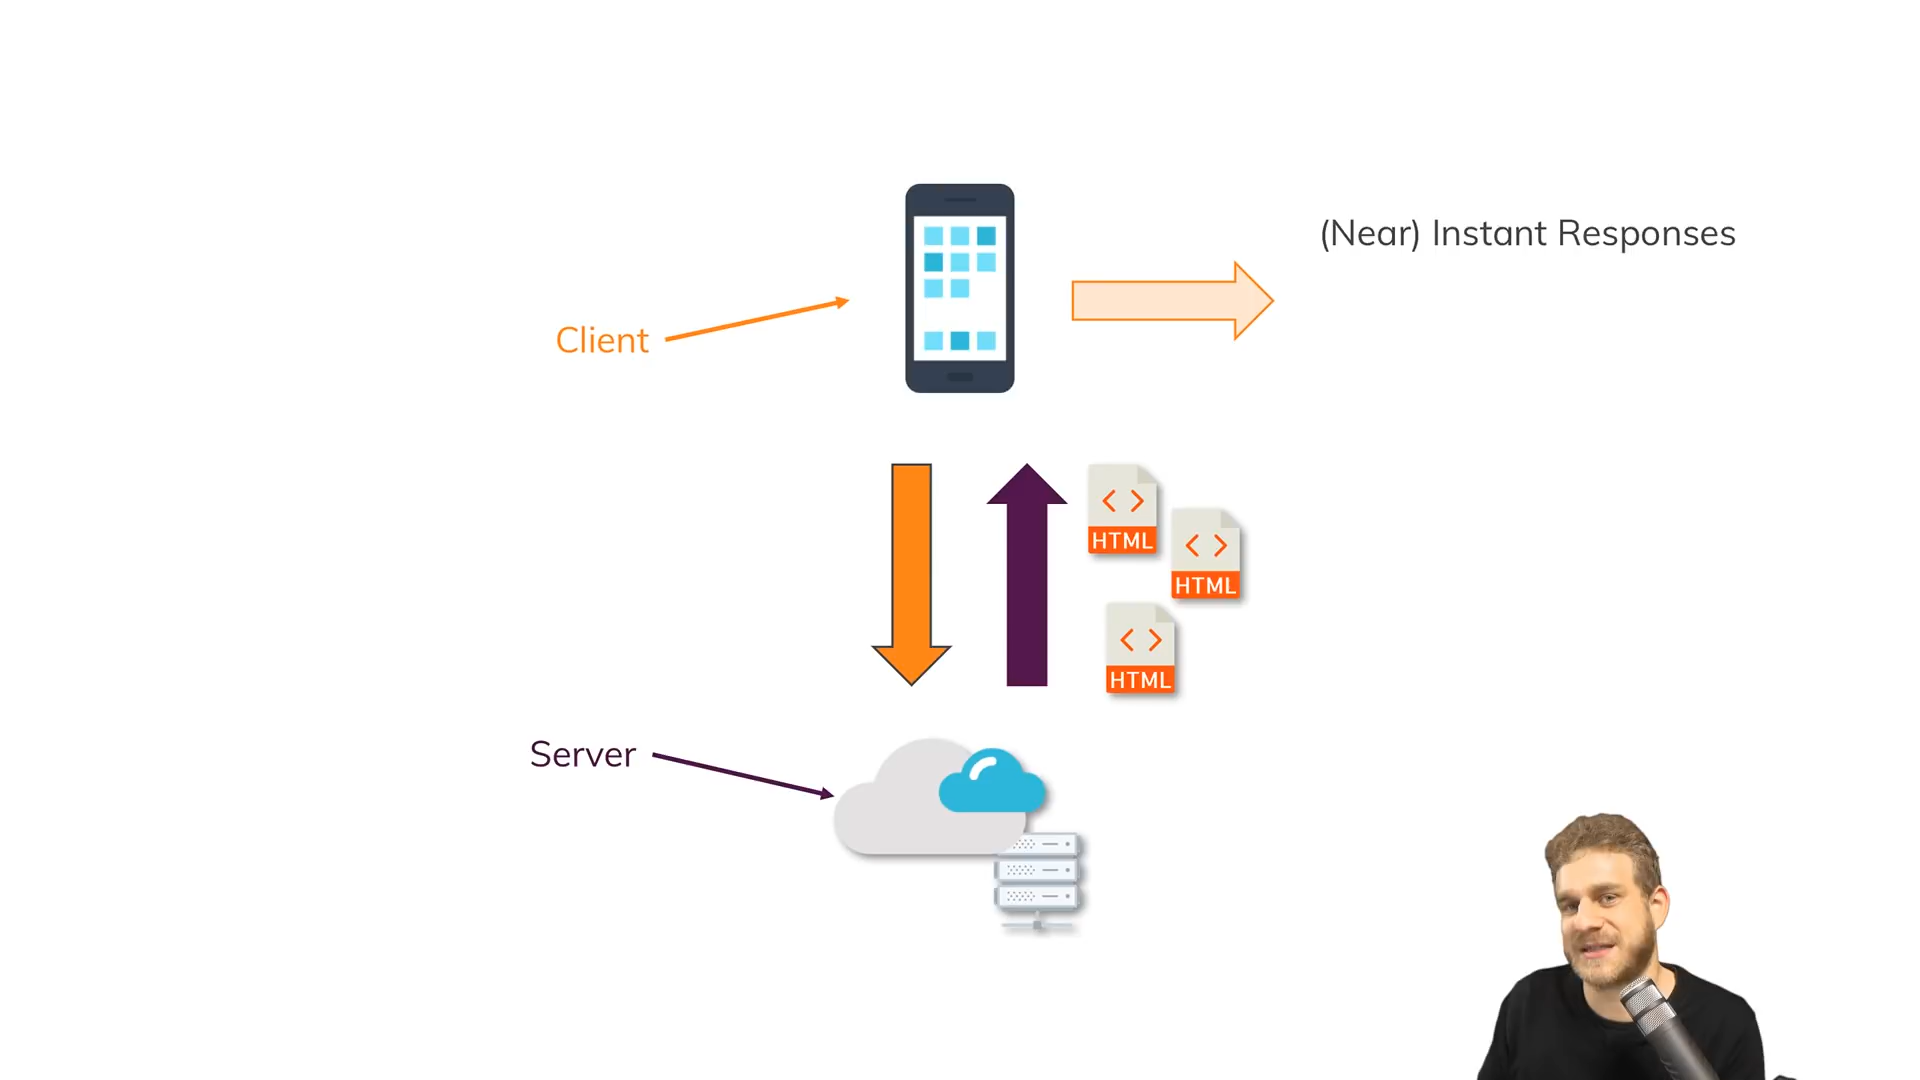 (Near) Instant Responses
Client
HTML
HTML
HTML
Server